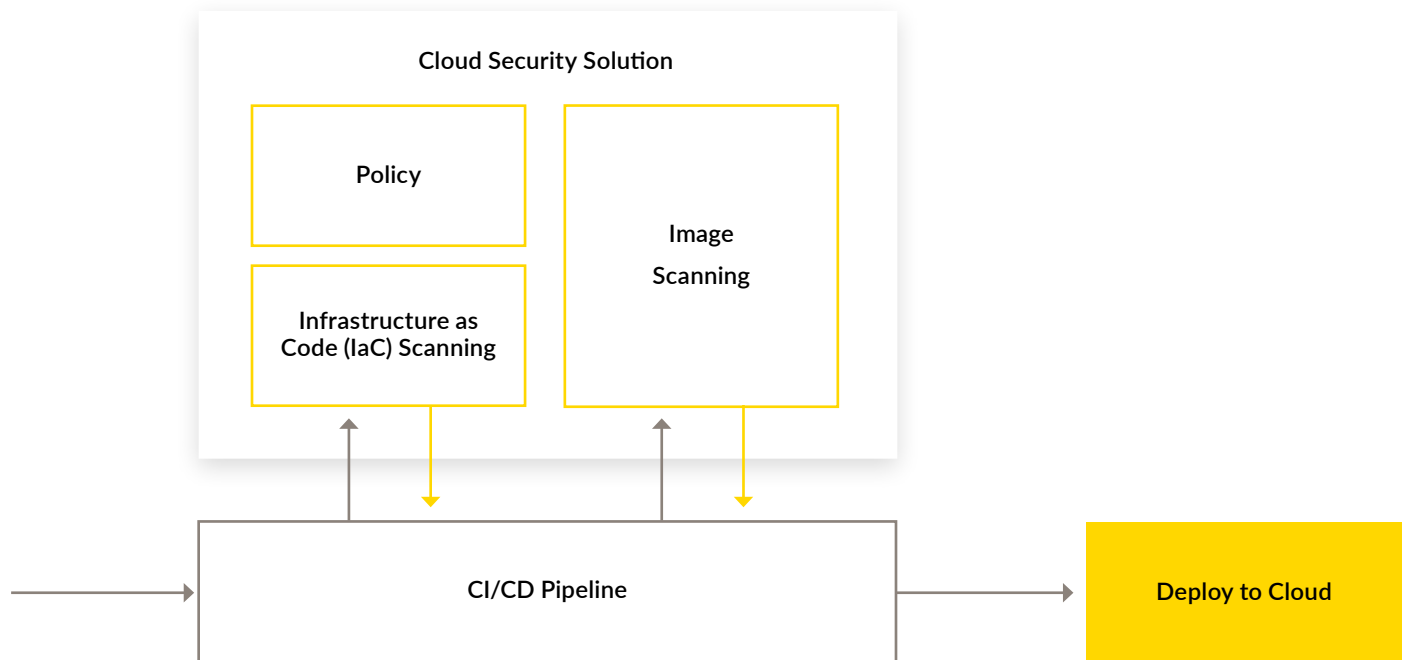 Cloud Security Solution
Policy
Infrastructure as
Code (IaC) Scanning
Image
Scanning
CI/CD Pipeline
Deploy to Cloud